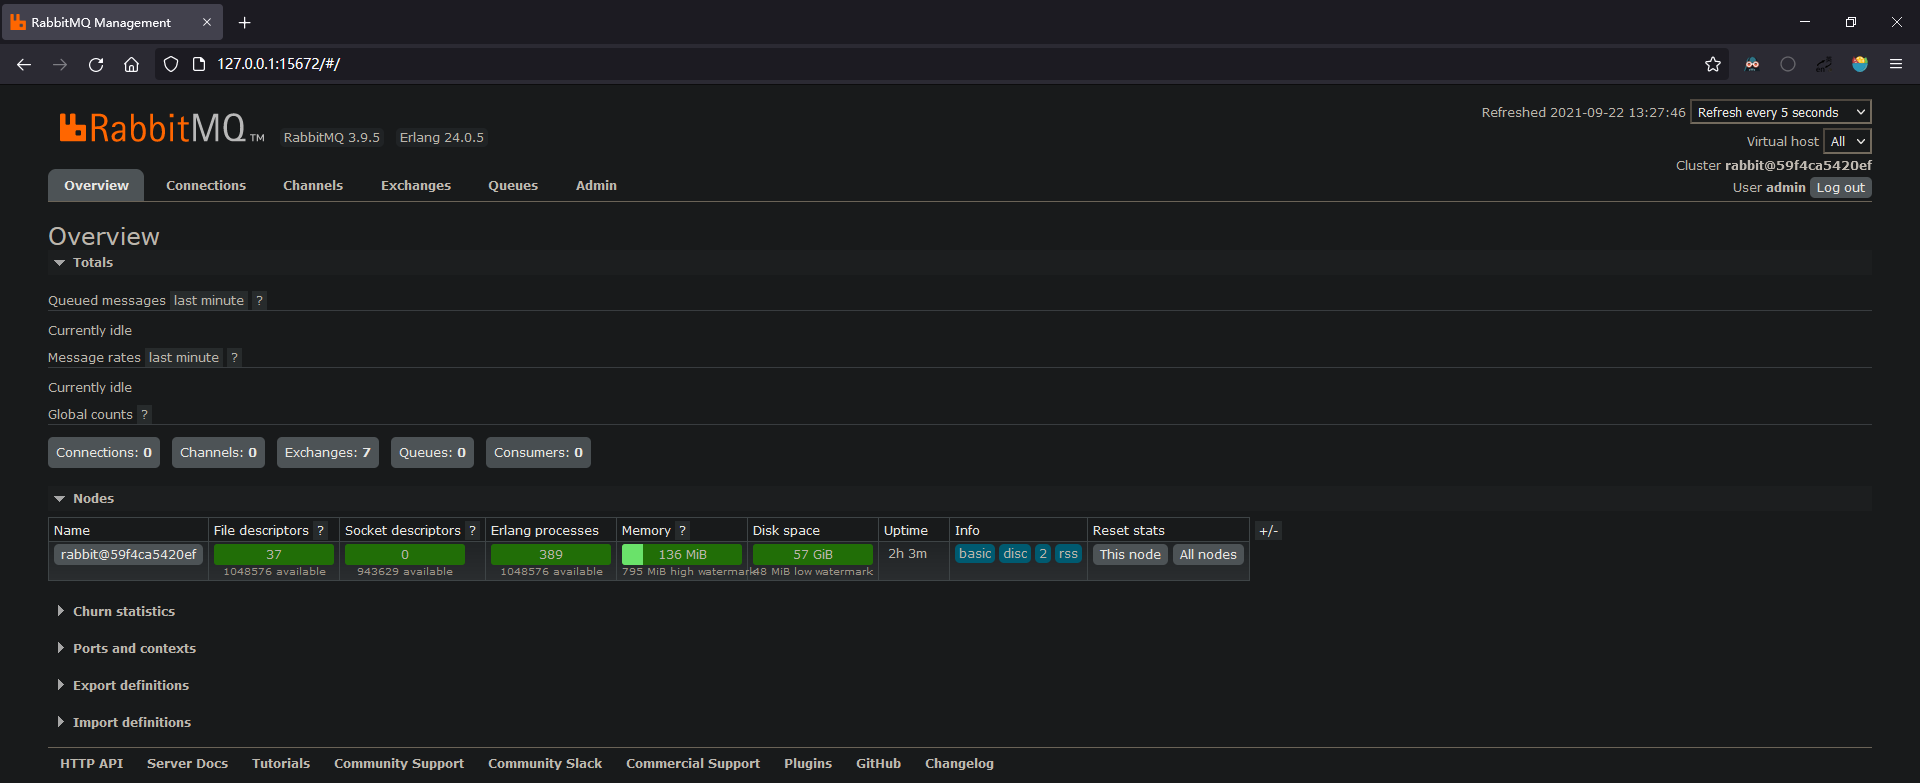 RabbitMQ Management
127.0.0.1:15672/#/
RabbitMQ TM RabbitMQ 3.9.5 Erlang 24.0.5
Refreshed 2021-09-22 13:27:46 Refresh every 5 seconds
Virtual host All
Cluster rabbit@59f4ca5420ef
User admin Log out
Overview Connections Channels Exchanges Queues Admin
Overview
Totals
Queued messages last minute ?
Currently idle
Message rates last minute ?
Currently idle
Global counts ?
Connections: 0 Channels: 0 Exchanges: 7 Queues: 0 Consumers: 0
Nodes
Name File descriptors ? Socket descriptors ? Erlang processes Memory ? Disk space Uptime Info Reset stats +/-
rabbit@59f4ca5420ef 37 0 389 136 MiB 57 GiB 2h 3m basic disc 2 rss This node All nodes
1048576 available 943629 available 1048576 available 795 MiB high watermark 48 MiB low watermark
Churn statistics
Ports and contexts
Export definitions
Import definitions
HTTP API Server Docs Tutorials Community Support Community Slack Commercial Support Plugins GitHub Changelog